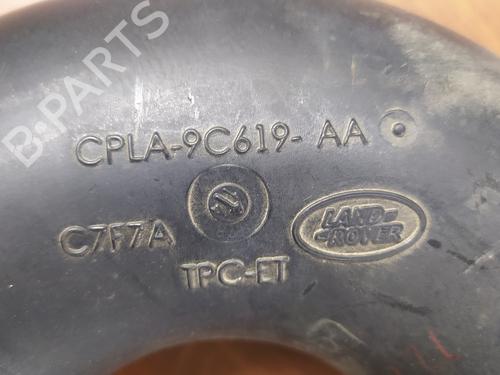 B-PARTS
CPLA-9C619-AA
C7F7A
LAND-
-ROVER
TPC-ET